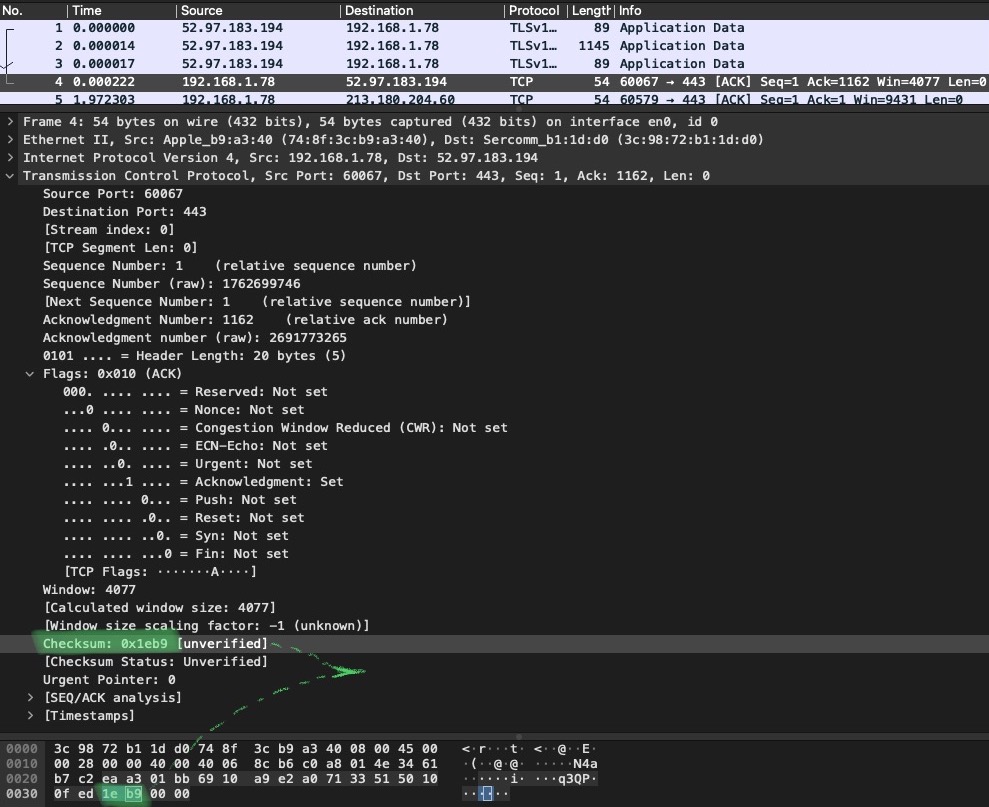 No. Time Source Destination Protocol Length Info
1 0.000000 52.97.183.194 192.168.1.78 TLSv1… 89 Application Data
2 0.000014 52.97.183.194 192.168.1.78 TLSv1… 1145 Application Data
3 0.000017 52.97.183.194 192.168.1.78 TLSv1… 89 Application Data
4 0.000222 192.168.1.78 52.97.183.194 TCP 54 60067 → 443 [ACK] Seq=1 Ack=1162 Win=4077 Len=0
5 1.972303 192.168.1.78 213.180.204.60 TCP 54 60579 → 443 [ACK] Seq=1 Ack=1 Win=9431 Len=0
Frame 4: 54 bytes on wire (432 bits), 54 bytes captured (432 bits) on interface en0, id 0
Ethernet II, Src: Apple_b9:a3:40 (74:8f:3c:b9:a3:40), Dst: Sercomm_b1:1d:d0 (3c:98:72:b1:1d:d0)
Internet Protocol Version 4, Src: 192.168.1.78, Dst: 52.97.183.194
Transmission Control Protocol, Src Port: 60067, Dst Port: 443, Seq: 1, Ack: 1162, Len: 0
Source Port: 60067
Destination Port: 443
[Stream index: 0]
[TCP Segment Len: 0]
Sequence Number: 1 (relative sequence number)
Sequence Number (raw): 1762699746
[Next Sequence Number: 1 (relative sequence number)]
Acknowledgment Number: 1162 (relative ack number)
Acknowledgment number (raw): 2691773265
0101 .... = Header Length: 20 bytes (5)
Flags: 0x010 (ACK)
000. .... .... = Reserved: Not set
...0 .... .... = Nonce: Not set
.... 0... .... = Congestion Window Reduced (CWR): Not set
.... .0.. .... = ECN-Echo: Not set
.... ..0. .... = Urgent: Not set
.... ...1 .... = Acknowledgment: Set
.... .... 0... = Push: Not set
.... .... .0.. = Reset: Not set
.... .... ..0. = Syn: Not set
.... .... ...0 = Fin: Not set
[TCP Flags: ·······A····]
Window: 4077
[Calculated window size: 4077]
[Window size scaling factor: -1 (unknown)]
Checksum: 0x1eb9 [unverified]
[Checksum Status: Unverified]
Urgent Pointer: 0
[SEQ/ACK analysis]
[Timestamps]
0000 3c 98 72 b1 1d d0 74 8f 3c b9 a3 40 08 00 45 00 <·r···t· <··@··E·
0010 00 28 00 00 40 00 40 06 8c b6 c0 a8 01 4e 34 61 ·(··@·@· ·····N4a
0020 b7 c2 ea a3 01 bb 69 10 a9 e2 a0 71 33 51 50 10 ······i· ···q3QP·
0030 0f ed 1e b9 00 00 ······